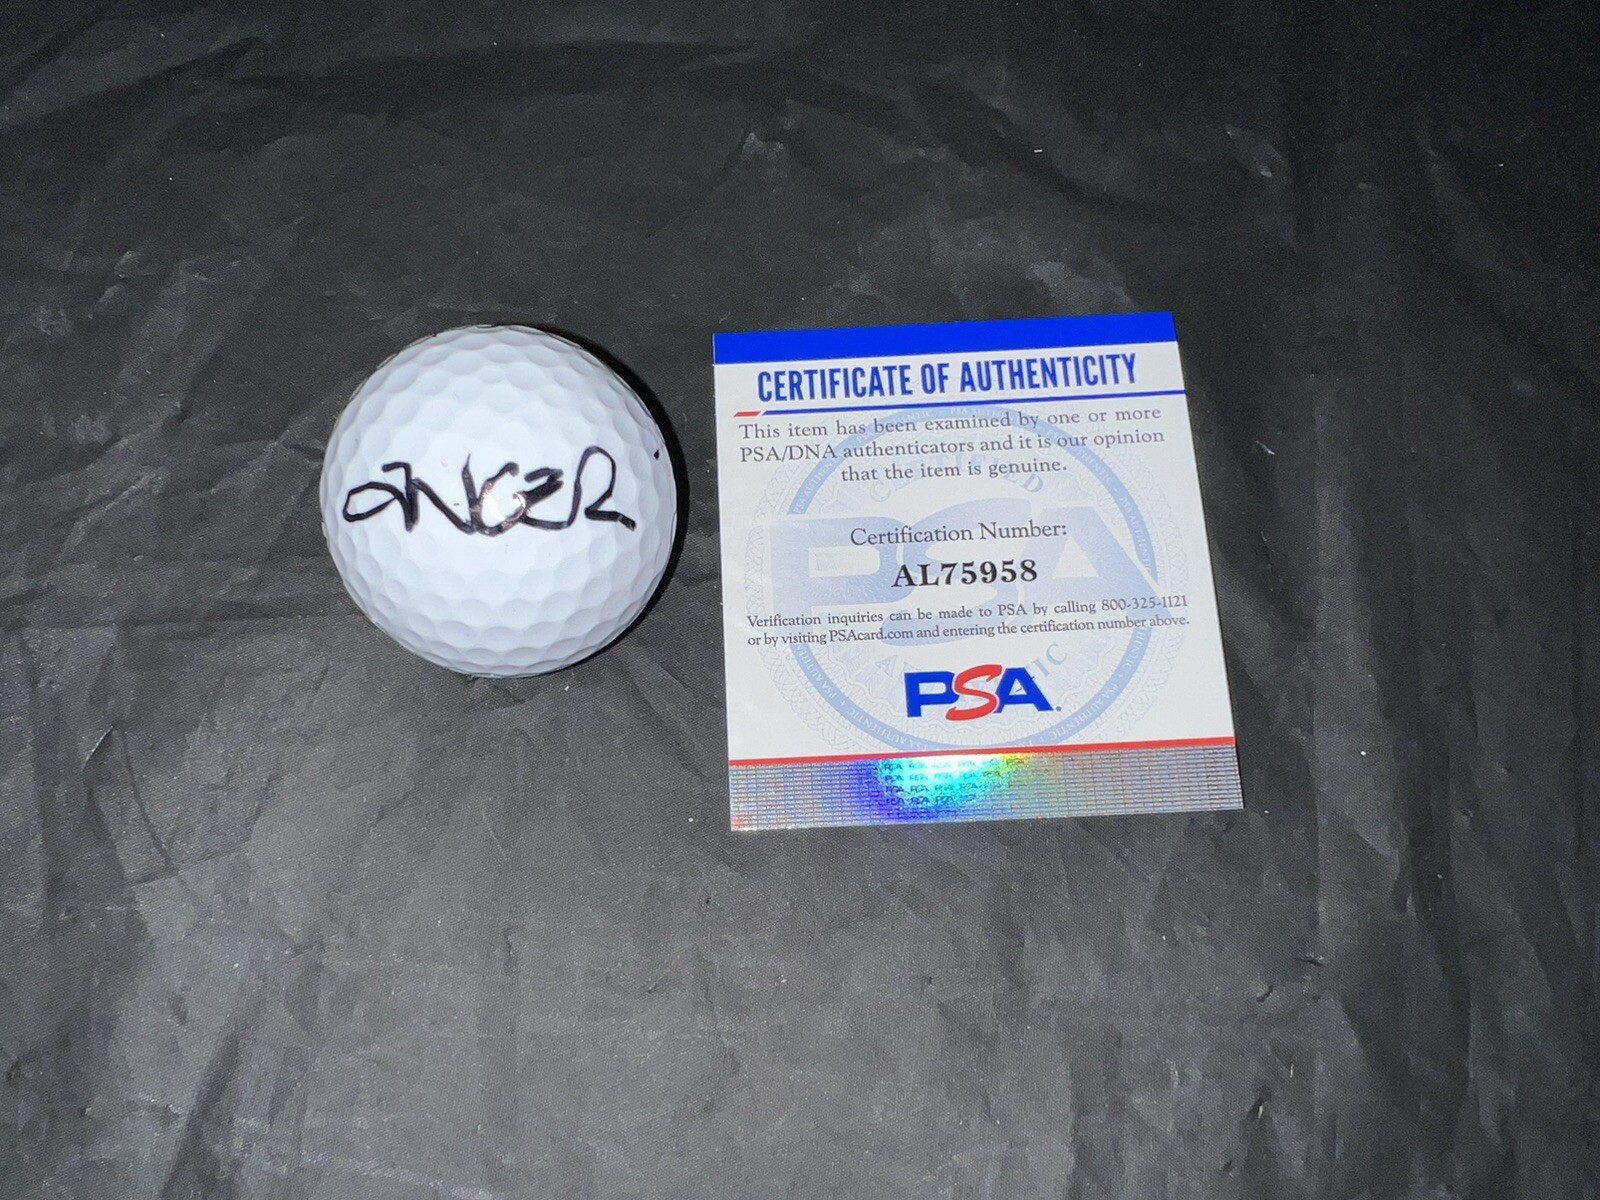 ANCER
CERTIFICATE OF AUTHENTICITY
This item has been examined by one or more
PSA/DNA authenticators and it is our opinion
that the item is genuine.
Certification Number:
AL75958
Verification inquiries can be made to PSA by calling 800-325-1121
or by visiting PSAcard.com and entering the certification number above.
PSA